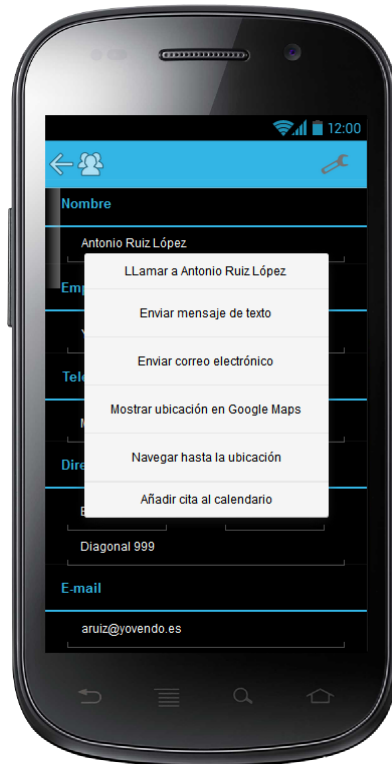 12:00
Nombre
Antonio Ruiz López
LLamar a Antonio Ruiz López
Enviar mensaje de texto
Enviar correo electrónico
Mostrar ubicación en Google Maps
Navegar hasta la ubicación
Añadir cita al calendario
Diagonal 999
E-mail
aruiz@yovendo.es